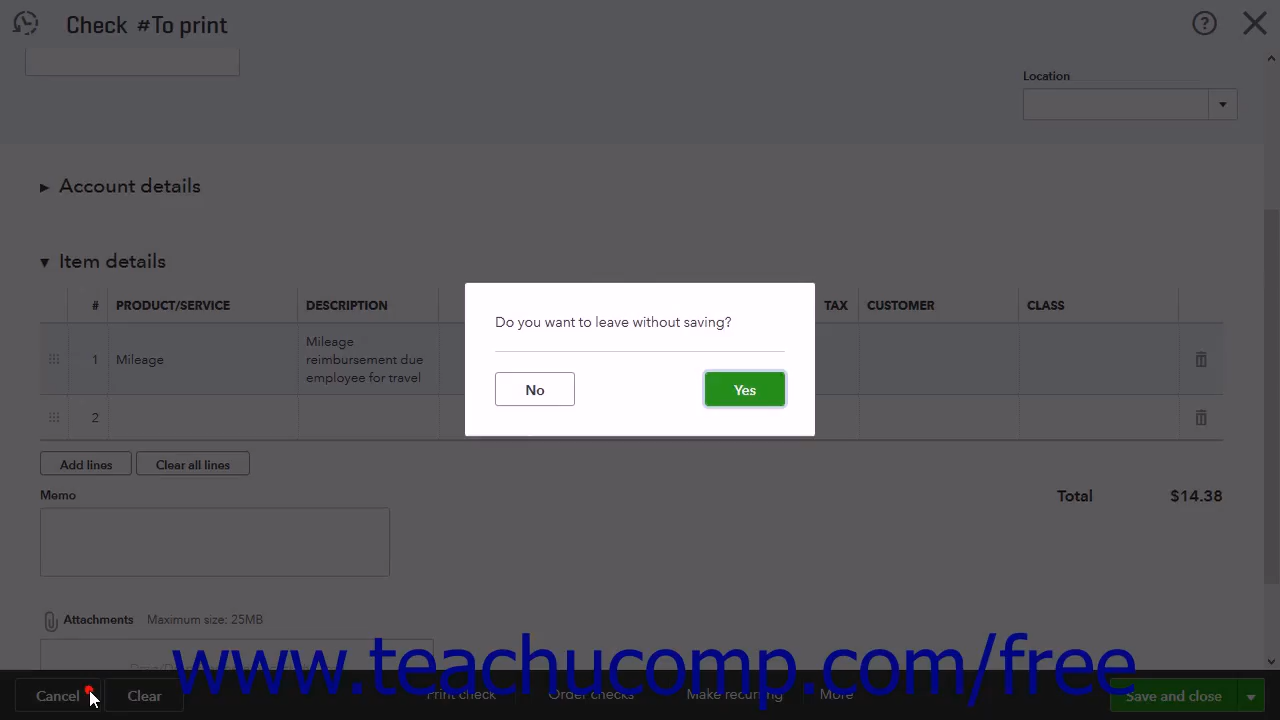 Check #To print
Location
Account details
Item details
# PRODUCT/SERVICE DESCRIPTION TAX CUSTOMER CLASS
Do you want to leave without saving?
1 Mileage Mileage reimbursement due employee for travel
No Yes
2
Add lines Clear all lines
Memo
Total $14.38
Attachments Maximum size: 25MB
www.teachucomp.com/free
Cancel Clear Print check Order checks Make recurring More Save and close